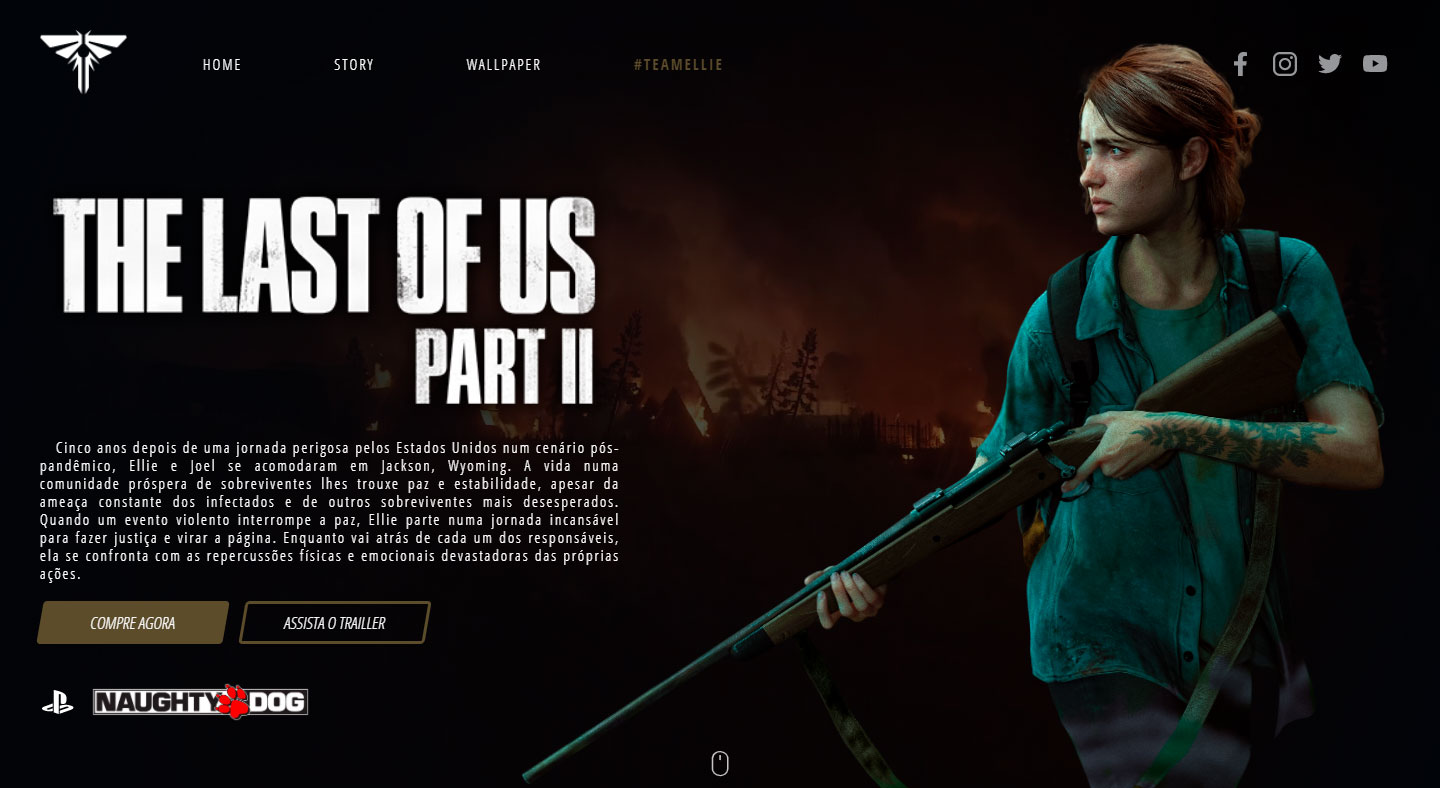 HOME STORY WALLPAPER #TEAMELLIE
THE LAST OF US
PART II
Cinco anos depois de uma jornada perigosa pelos Estados Unidos num cenário pós-
pandêmico, Ellie e Joel se acomodaram em Jackson, Wyoming. A vida numa
comunidade próspera de sobreviventes lhes trouxe paz e estabilidade, apesar da
ameaça constante dos infectados e de outros sobreviventes mais desesperados.
Quando um evento violento interrompe a paz, Ellie parte numa jornada incansável
para fazer justiça e virar a página. Enquanto vai atrás de cada um dos responsáveis,
ela se confronta com as repercussões físicas e emocionais devastadoras das próprias
ações.
COMPRE AGORA ASSISTA O TRAILLER
NAUGHTY DOG